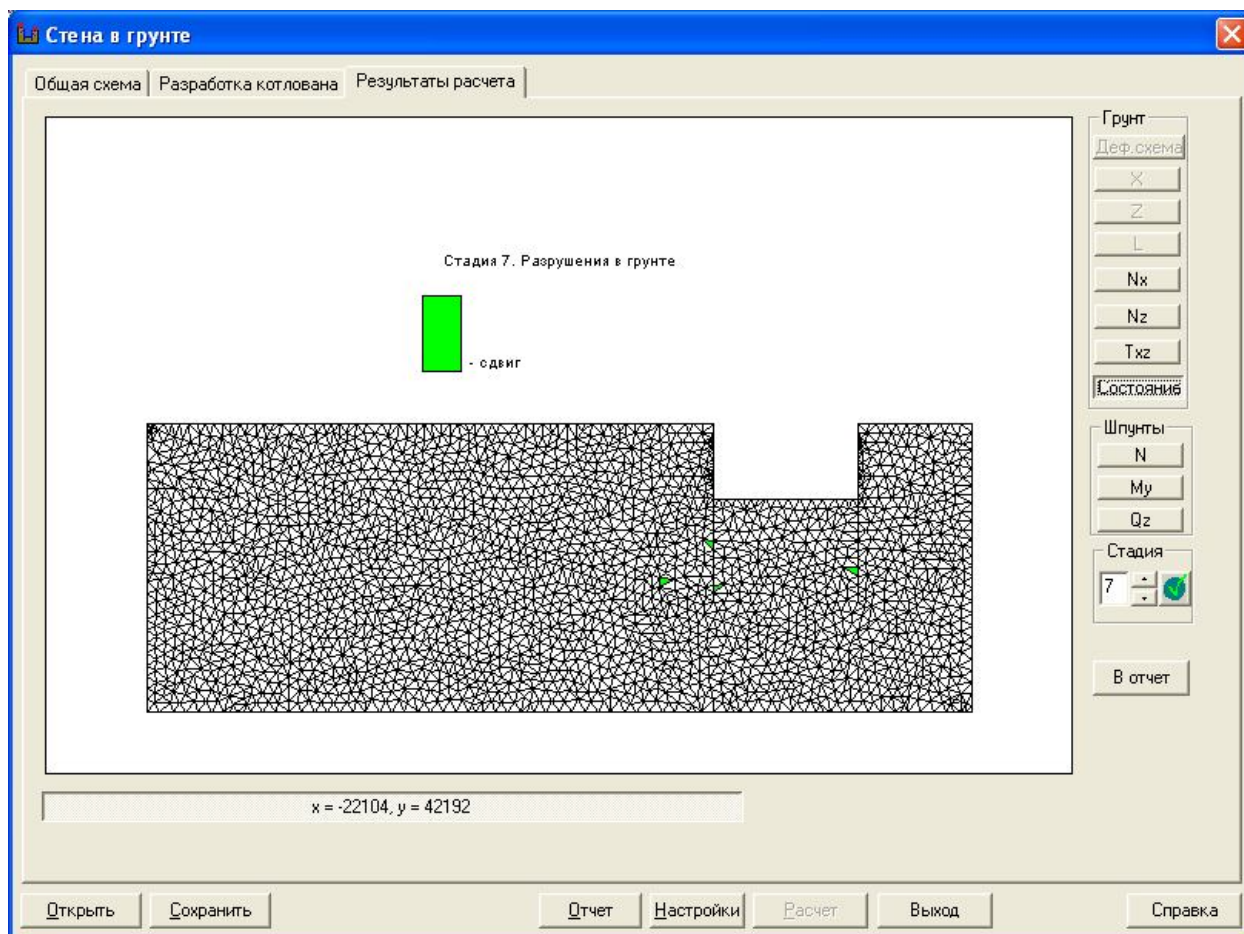 Стена в грунте
Общая схема Разработка котлована Результаты расчета
Стадия 7. Разрушения в грунте
- сдвиг
Грунт
Деф.схема
X
Z
L
Nx
Nz
Txz
Состояние
Шпунты
N
My
Qz
Стадия
7
В отчет
x = -22104, y = 42192
Открыть Сохранить Отчет Настройки Расчет Выход Справка